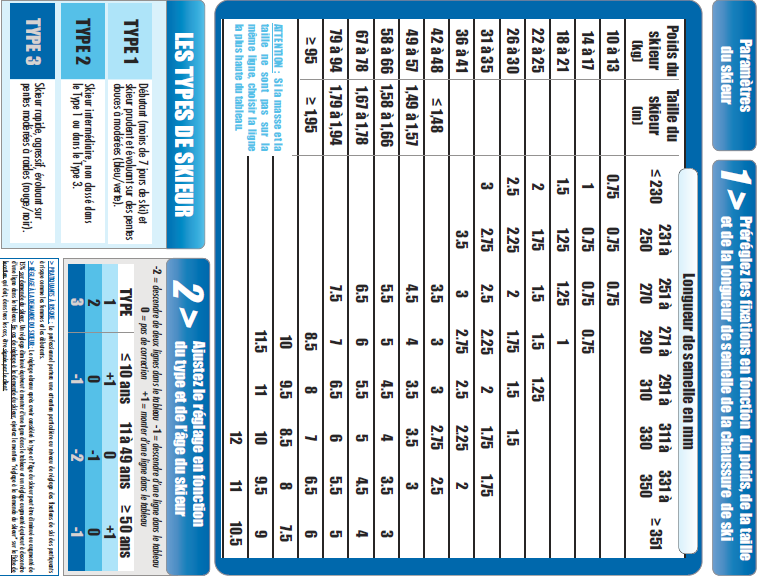 Paramètres
du skieur
1 > Préréglez les fixations en fonction du poids, de la taille
et de la longueur de semelle de la chaussure de ski
Longueur de semelle en mm
Poids du skieur (kg) Taille du skieur (m) ≤ 230 231 à 250 251 à 270 271 à 290 291 à 310 311 à 330 331 à 350 ≥ 351
10 à 13 0.75 0.75 0.75
14 à 17 1 0.75 0.75 0.75
18 à 21 1.5 1.25 1.25 1
22 à 25 2 1.75 1.5 1.5 1.25
26 à 30 2.5 2.25 2 1.75 1.5 1.5
31 à 35 3 2.75 2.5 2.25 2 1.75 1.75
36 à 41 3.5 2.75 2.5 2.25 2
42 à 48 ≤ 1,48 3.5 3 3 2.75 2.5
49 à 57 1,49 à 1,57 4.5 4 3.5 3.5 3
58 à 66 1,58 à 1,66 5.5 5 4.5 4 3.5 3
67 à 78 1,67 à 1,78 6.5 6 5.5 5 4.5 4
79 à 94 1,79 à 1,94 7.5 7 6.5 6 5.5 5
≥ 95 ≥ 1,95 8.5 8 7 6.5 6
10 9.5 8.5 8 7.5
11.5 11 10 9.5 9
12 11 10.5
ATTENTION : Si la masse et la
taille ne sont pas sur la
même ligne, choisir la ligne
la plus haute du tableau.
LES TYPES DE SKIEUR
TYPE 1 Débutant (moins de 7 jours de ski) et
skieur prudent et évoluant sur des pentes
douces à modérées (bleu/verte).
TYPE 2 Skieur intermédiaire, non classé dans
le Type 1 ou dans le Type 3.
TYPE 3 Skieur rapide, agressif, évoluant sur
pentes modérées à raides (rouge/noir).
2 > Ajustez le réglage en fonction
du type et de l'âge du skieur
-2 = descendre de deux lignes dans le tableau -1 = descendre d'une ligne dans le tableau
0 = pas de correction +1 = monter d'une ligne dans le tableau
TYPE ≤ 10 ans 11 à 49 ans ≥ 50 ans
1 +1 0 +1
2 0 -1 0
3 -1 -2 -1